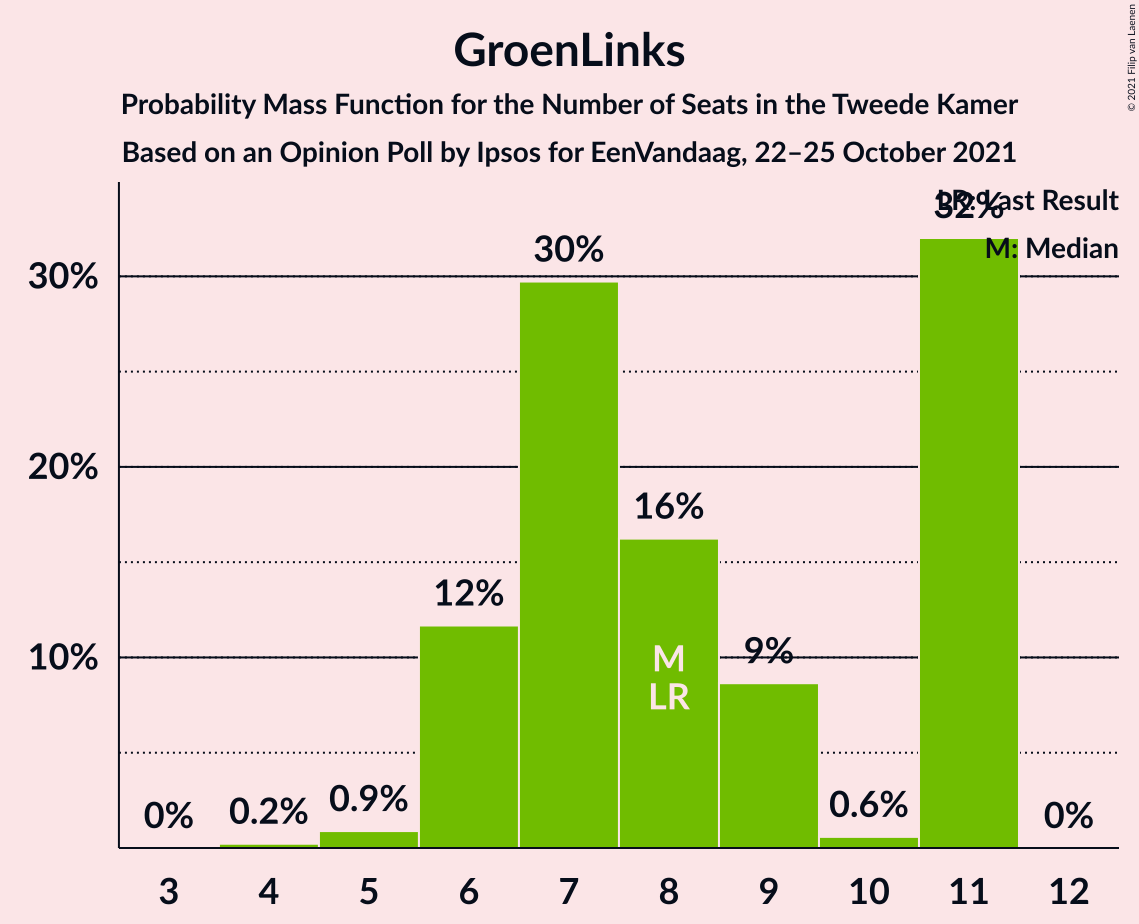 GroenLinks
Probability Mass Function for the Number of Seats in the Tweede Kamer
Based on an Opinion Poll by Ipsos for EenVandaag, 22–25 October 2021
© 2021 Filip van Laenen
LR: Last Result
M: Median
30%
20%
10%
0%
0.2%
0.9%
12%
30%
16%
9%
0.6%
32%
0%
M
LR
3 4 5 6 7 8 9 10 11 12